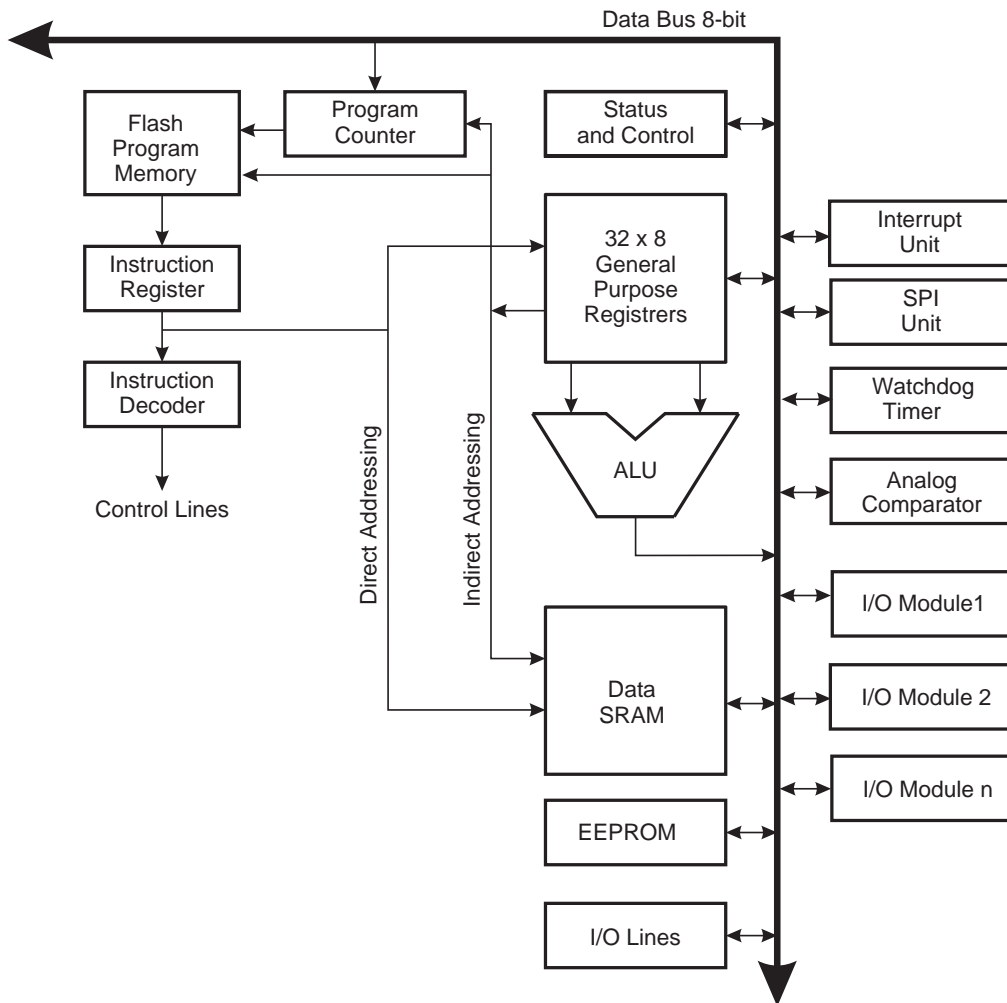 Data Bus 8-bit
Flash
Program
Memory
Program
Counter
Status
and Control
32 x 8
General
Purpose
Registrers
Interrupt
Unit
Instruction
Register
SPI
Unit
Instruction
Decoder
Watchdog
Timer
Control Lines
Direct Addressing
Indirect Addressing
ALU
Analog
Comparator
I/O Module1
Data
SRAM
I/O Module 2
I/O Module n
EEPROM
I/O Lines